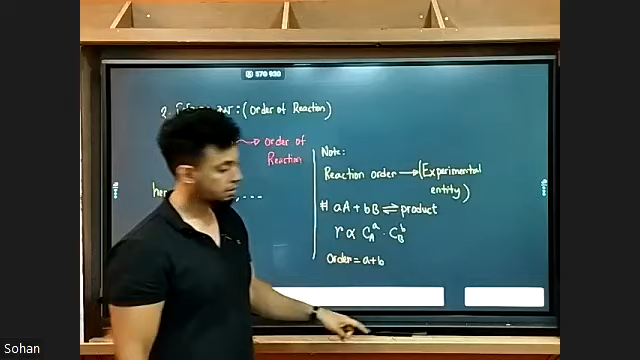 570 930
: (Order of Reaction)
Order of
Reaction
her
Note:
Reaction order → (Experimental
entity)
# aA + bB ⇌ product
r ∝ C_A^a . C_B^b
Order = a+b
Sohan